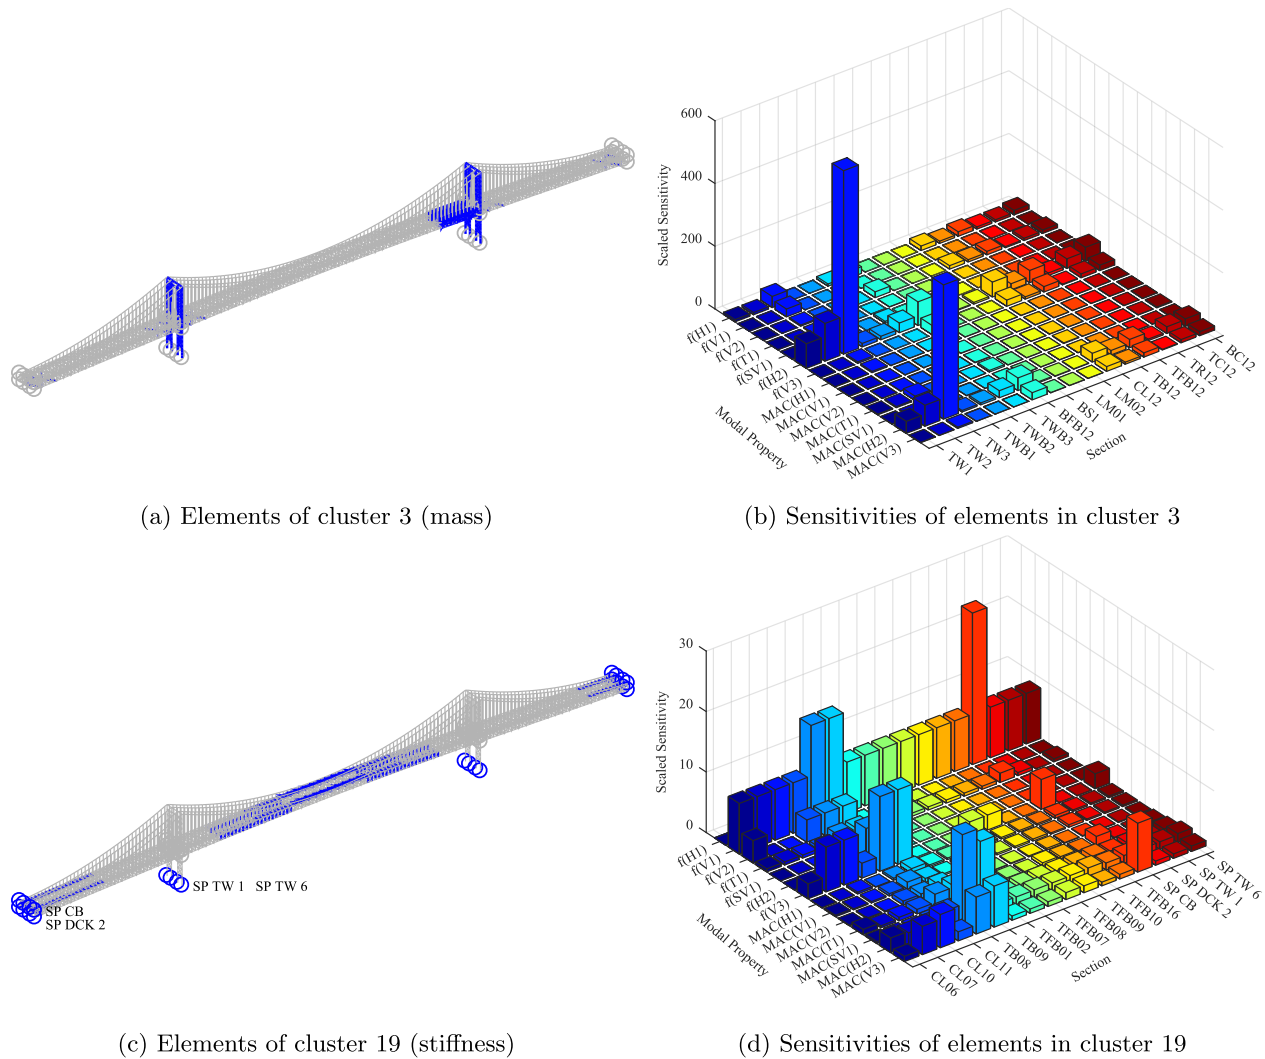 600
400
200
0
Scaled Sensitivity
f(H1)
f(V1)
f(V2)
f(T1)
f(SV1)
f(H2)
f(V3)
MAC(H1)
MAC(V1)
MAC(V2)
MAC(T1)
MAC(SV1)
MAC(H2)
MAC(V3)
Modal Property
TW1
TW2
TW3
TWB1
TWB2
TWB3
BFB12
BS1
LM01
LM02
CL12
TB12
TFB12
TR12
TC12
BC12
Section
(a) Elements of cluster 3 (mass)
(b) Sensitivities of elements in cluster 3
SP TW 1 SP TW 6
SP CB
SP DCK 2
30
20
10
0
Scaled Sensitivity
f(H1)
f(V1)
f(V2)
f(T1)
f(SV1)
f(H2)
f(V3)
MAC(H1)
MAC(V1)
MAC(V2)
MAC(T1)
MAC(SV1)
MAC(H2)
MAC(V3)
Modal Property
CL06
CL07
CL10
CL11
TB08
TB09
TFB01
TFB02
TFB07
TFB08
TFB09
TFB10
TFB16
SP CB
SP DCK 2
SP TW 1
SP TW 6
Section
(c) Elements of cluster 19 (stiffness)
(d) Sensitivities of elements in cluster 19